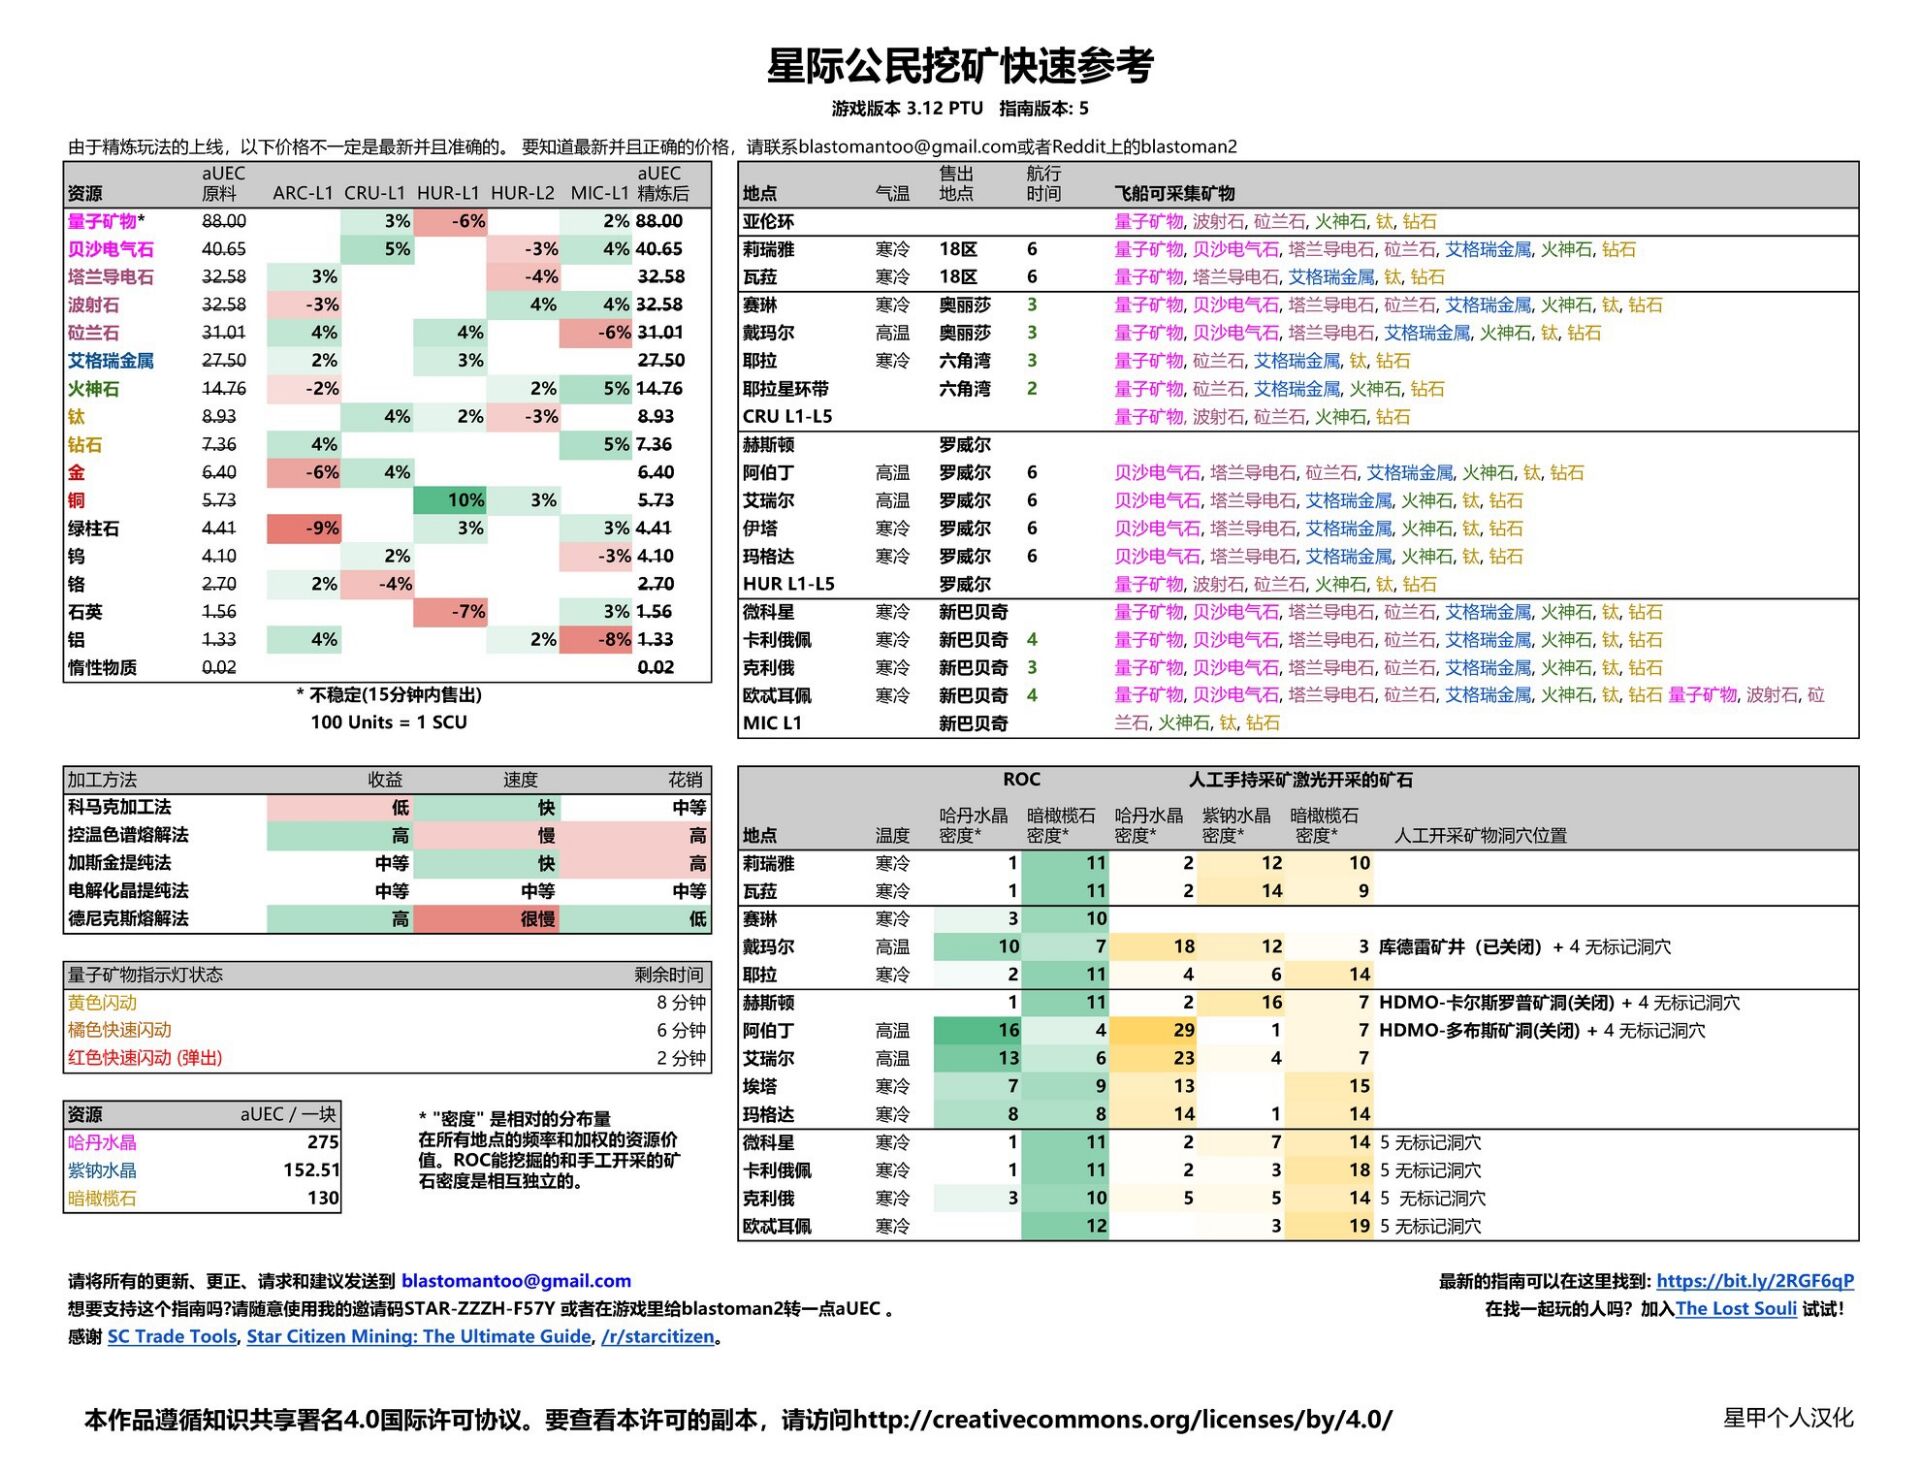 星际公民挖矿快速参考
游戏版本 3.12 PTU 指南版本: 5
由于精炼玩法的上线，以下价格不一定是最新并且准确的。 要知道最新并且正确的价格，请联系blastomantoo@gmail.com或者Reddit上的blastoman2
资源 aUEC 原料 ARC-L1 CRU-L1 HUR-L1 HUR-L2 MIC-L1 aUEC 精炼后
量子矿物* 88.00 3% -6% 2% 88.00
贝沙电气石 40.65 5% -3% 4% 40.65
塔兰导电石 32.58 3% -4% 32.58
波射石 32.58 -3% 4% 4% 32.58
砬兰石 31.01 4% 4% -6% 31.01
艾格瑞金属 27.50 2% 3% 27.50
火神石 14.76 -2% 2% 5% 14.76
钛 8.93 4% 2% -3% 8.93
钻石 7.36 4% 5% 7.36
金 6.40 -6% 4% 6.40
铜 5.73 10% 3% 5.73
绿柱石 4.41 -9% 3% 3% 4.41
钨 4.10 2% -3% 4.10
铬 2.70 2% -4% 2.70
石英 1.56 -7% 3% 1.56
铝 1.33 4% 2% -8% 1.33
惰性物质 0.02 0.02
* 不稳定(15分钟内售出)
100 Units = 1 SCU
地点 气温 售出地点 航行时间 飞船可采集矿物
亚伦环 量子矿物, 波射石, 砬兰石, 火神石, 钛, 钻石
莉瑞雅 寒冷 18区 6 量子矿物, 贝沙电气石, 塔兰导电石, 砬兰石, 艾格瑞金属, 火神石, 钻石
瓦菈 18区 6 量子矿物, 塔兰导电石, 艾格瑞金属, 钛, 钻石
赛琳 寒冷 奥丽莎 3 量子矿物, 贝沙电气石, 塔兰导电石, 砬兰石, 艾格瑞金属, 火神石, 钛, 钻石
戴玛尔 高温 奥丽莎 3 量子矿物, 贝沙电气石, 塔兰导电石, 艾格瑞金属, 火神石, 钛, 钻石
耶拉 寒冷 六角湾 3 量子矿物, 砬兰石, 艾格瑞金属, 钛, 钻石
耶拉星环带 六角湾 2 量子矿物, 砬兰石, 艾格瑞金属, 火神石, 钻石
CRU L1-L5 量子矿物, 波射石, 砬兰石, 火神石, 钻石
赫斯顿 罗威尔
阿伯丁 高温 罗威尔 6 贝沙电气石, 塔兰导电石, 砬兰石, 艾格瑞金属, 火神石, 钛, 钻石
艾瑞尔 高温 罗威尔 6 贝沙电气石, 塔兰导电石, 艾格瑞金属, 火神石, 钛, 钻石
伊塔 寒冷 罗威尔 6 贝沙电气石, 塔兰导电石, 艾格瑞金属, 火神石, 钛, 钻石
玛格达 寒冷 罗威尔 6 贝沙电气石, 塔兰导电石, 艾格瑞金属, 火神石, 钛, 钻石
HUR L1-L5 罗威尔 量子矿物, 波射石, 砬兰石, 火神石, 钛, 钻石
微科星 寒冷 新巴贝奇 量子矿物, 贝沙电气石, 塔兰导电石, 砬兰石, 艾格瑞金属, 火神石, 钛, 钻石
卡利俄佩 寒冷 新巴贝奇 4 量子矿物, 贝沙电气石, 塔兰导电石, 砬兰石, 艾格瑞金属, 火神石, 钛, 钻石
克利俄 寒冷 新巴贝奇 3 量子矿物, 贝沙电气石, 塔兰导电石, 砬兰石, 艾格瑞金属, 火神石, 钛, 钻石
欧忒耳佩 寒冷 新巴贝奇 4 量子矿物, 贝沙电气石, 塔兰导电石, 砬兰石, 艾格瑞金属, 火神石, 钛, 钻石 量子矿物, 波射石, 砬
MIC L1 新巴贝奇 兰石, 火神石, 钛, 钻石
加工方法 收益 速度 花销
科马克加工法 低 快 中等
控温色谱熔解法 高 慢 高
加斯金提纯法 中等 快 高
电解化晶提纯法 中等 中等 中等
德尼克斯熔解法 高 很慢 低
量子矿物指示灯状态 剩余时间
黄色闪动 8 分钟
橘色快速闪动 6 分钟
红色快速闪动 (弹出) 2 分钟
资源 aUEC / 一块
哈丹水晶 275
紫钠水晶 152.51
暗橄榄石 130
* "密度" 是相对的分布量
在所有地点的频率和加权的资源价
值。ROC能挖掘的和手工开采的矿
石密度是相互独立的。
ROC 人工手持采矿激光开采的矿石
地点 温度 哈丹水晶密度* 暗橄榄石密度* 哈丹水晶密度* 紫钠水晶密度* 暗橄榄石密度* 人工开采矿物洞穴位置
莉瑞雅 寒冷 1 11 2 12 10
瓦菈 寒冷 1 11 2 14 9
赛琳 寒冷 3 10
戴玛尔 高温 10 7 18 12 3 库德雷矿井（已关闭）+ 4 无标记洞穴
耶拉 寒冷 2 11 4 6 14
赫斯顿 1 11 2 16 7 HDMO-卡尔斯罗普矿洞(关闭) + 4 无标记洞穴
阿伯丁 高温 16 4 29 1 7 HDMO-多布斯矿洞(关闭) + 4 无标记洞穴
艾瑞尔 高温 13 6 23 4 7
埃塔 寒冷 7 9 13 15
玛格达 寒冷 8 8 14 1 14
微科星 寒冷 1 11 2 7 14 5 无标记洞穴
卡利俄佩 寒冷 1 11 2 3 18 5 无标记洞穴
克利俄 寒冷 3 10 5 5 14 5 无标记洞穴
欧忒耳佩 寒冷 12 3 19 5 无标记洞穴
请将所有的更新、更正、请求和建议发送到 blastomantoo@gmail.com
想要支持这个指南吗?请随意使用我的邀请码STAR-ZZZH-F57Y 或者在游戏里给blastoman2转一点aUEC 。
感谢 SC Trade Tools, Star Citizen Mining: The Ultimate Guide, /r/starcitizen。
最新的指南可以在这里找到: https://bit.ly/2RGF6qP
在找一起玩的人吗？加入The Lost Souli 试试！
本作品遵循知识共享署名4.0国际许可协议。要查看本许可的副本，请访问http://creativecommons.org/licenses/by/4.0/
星甲个人汉化